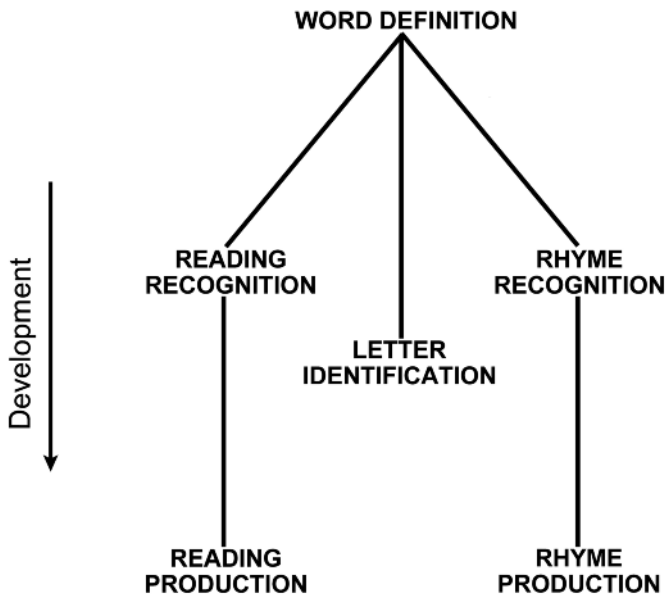 WORD DEFINITION
Development
READING
RECOGNITION
RHYME
RECOGNITION
LETTER
IDENTIFICATION
READING
PRODUCTION
RHYME
PRODUCTION